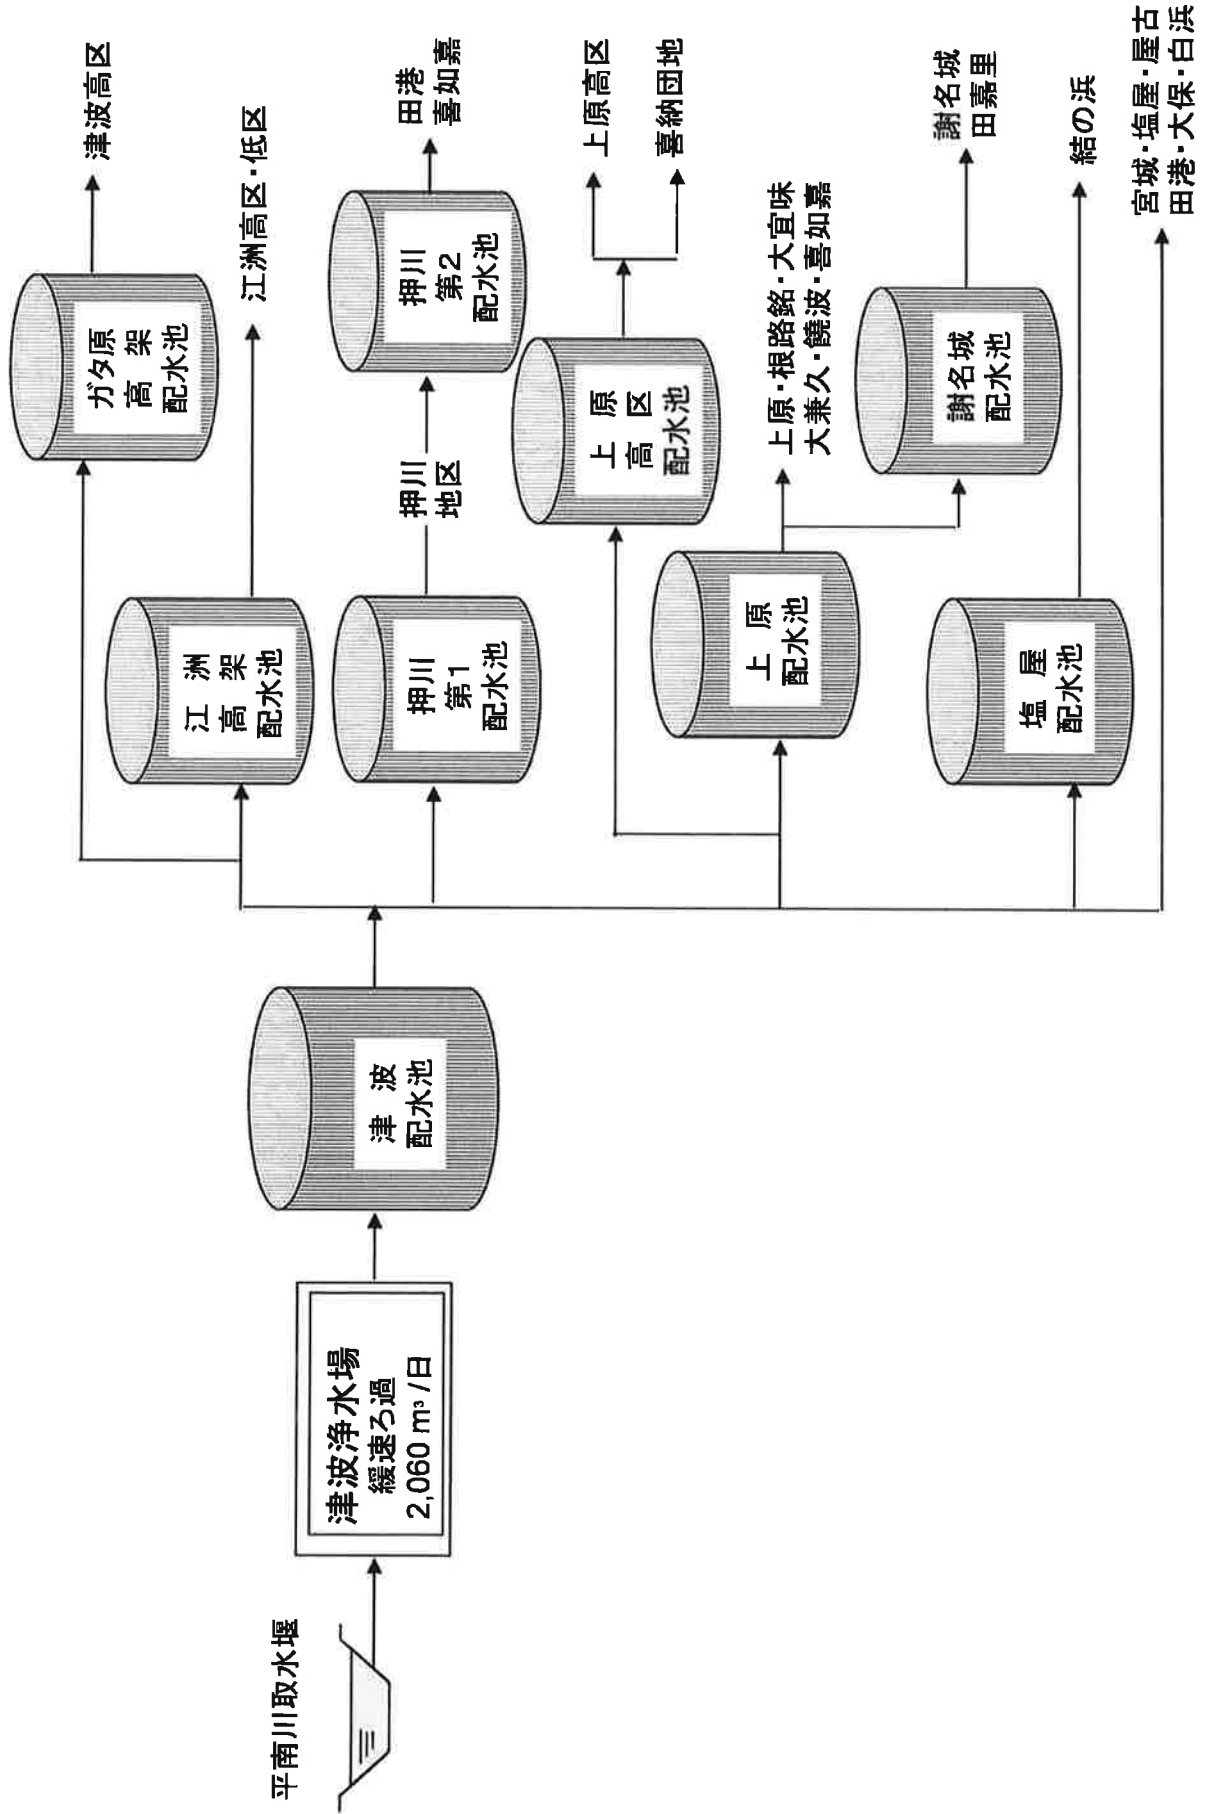 平南川取水堰
津波浄水場
緩速ろ過
2,060 m³/日
津 波
配水池
ガタ原
高 架
配水池
津波高区
江 洲
高 架
配水池
江洲高区・低区
押川
第1
配水池
押川
地区
押川
第2
配水池
田港
喜如嘉
上 原
高 区
配水池
上原高区
喜納団地
上 原
配水池
上原・根路銘・大宜味
大兼久・饒波・喜如嘉
謝名城
配水池
謝名城
田嘉里
塩 屋
配水池
結の浜
宮城・塩屋・屋古
田港・大保・白浜